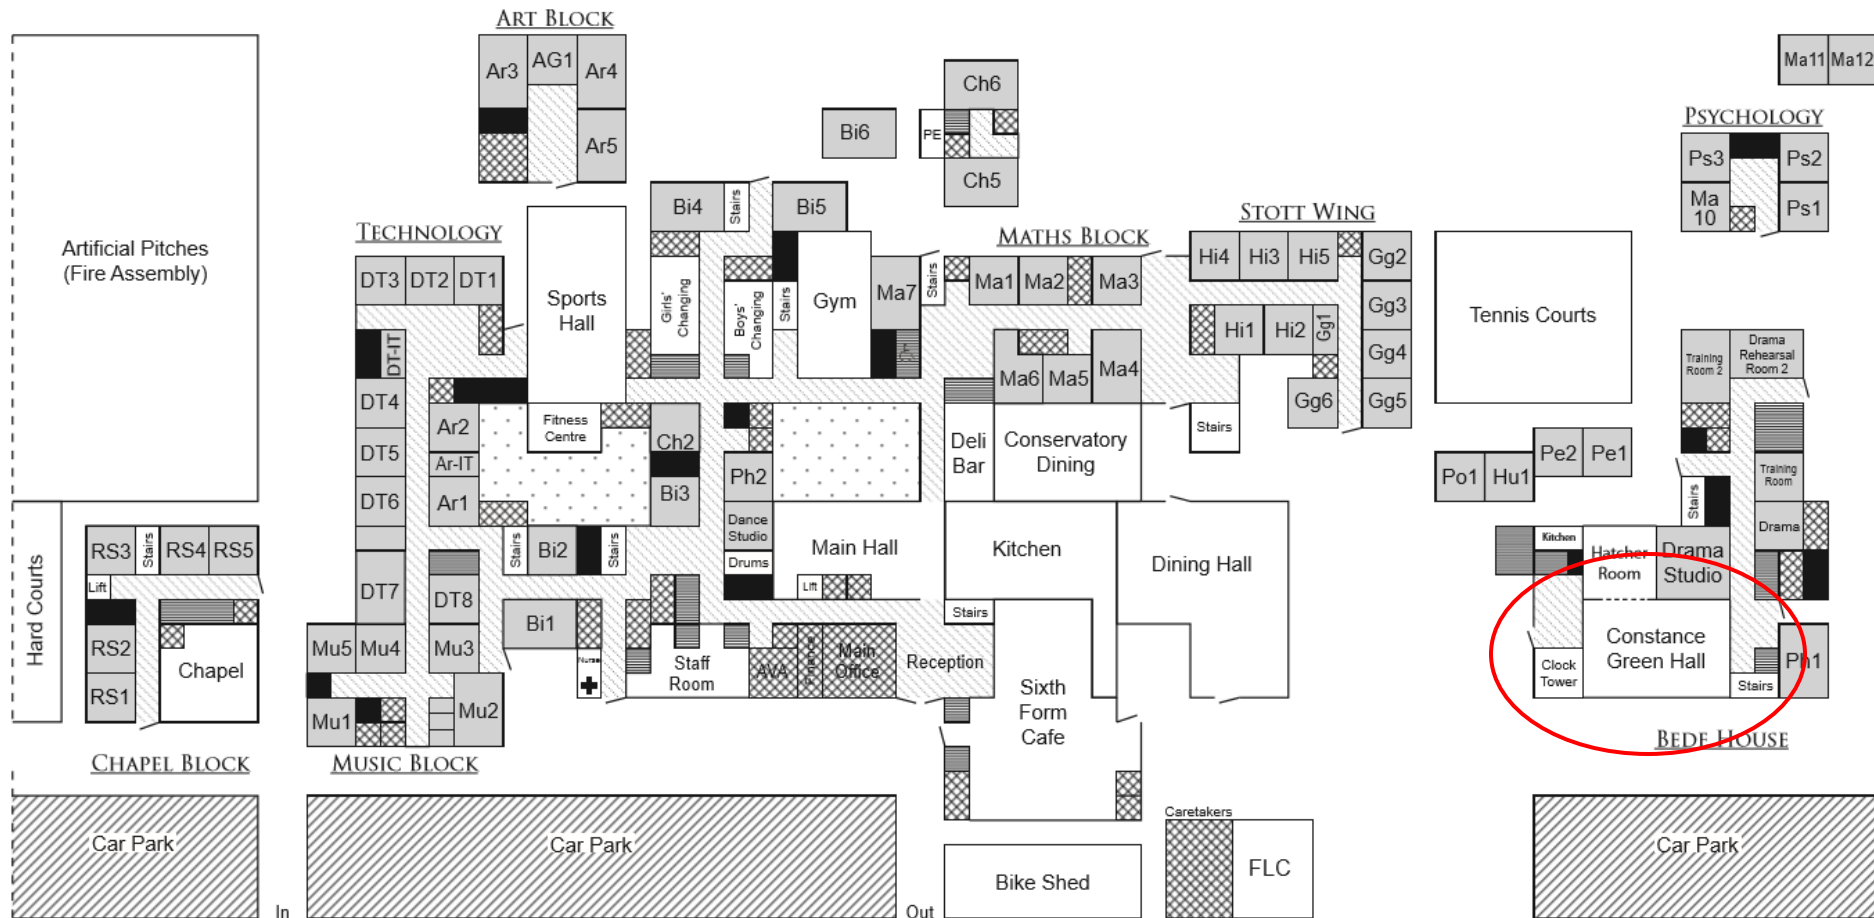 ART BLOCK
Ar3
AG1
Ar4
Ar5
Bi6
Ch6
PE
Ch5
Ma11
Ma12
PSYCHOLOGY
Ps3
Ps2
Ma
10
Ps1
Artificial Pitches
(Fire Assembly)
TECHNOLOGY
DT3
DT2
DT1
DT-IT
DT4
DT5
DT6
DT7
DT8
Ar2
Ar-IT
Ar1
Sports
Hall
Fitness
Centre
Bi4
Stairs
Bi5
Girls'
Changing
Boys'
Changing
Stairs
Gym
Ma7
Stairs
MATHS BLOCK
Ma1
Ma2
Ma3
Ma6
Ma5
Ma4
STOTT WING
Hi4
Hi3
Hi5
Gg2
Gg3
Hi1
Hi2
Gg1
Gg4
Gg6
Gg5
Stairs
Tennis Courts
Training
Room 2
Drama
Rehearsal
Room 2
Ch2
Bi3
Ph2
Dance
Studio
Drums
Deli
Bar
Conservatory
Dining
Main Hall
Lift
Kitchen
Dining Hall
Stairs
Po1
Hu1
Pe2
Pe1
Training
Room
Stairs
Drama
Kitchen
Hatcher
Room
Drama
Studio
Constance
Green Hall
Clock
Tower
Stairs
Ph1
BEDE HOUSE
Hard Courts
RS3
Stairs
RS4
RS5
Lift
RS2
RS1
Chapel
CHAPEL BLOCK
Stairs
Bi2
Stairs
Bi1
Nurse
Mu5
Mu4
Mu3
Mu1
Mu2
MUSIC BLOCK
Staff
Room
AVA
Finance
Main
Office
Reception
Sixth
Form
Cafe
Car Park
In
Car Park
Out
Bike Shed
Caretakers
FLC
Car Park